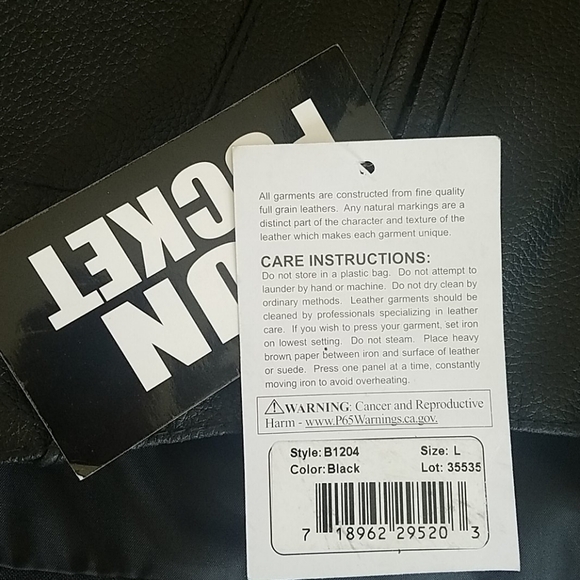 UN
POCKET
All garments are constructed from fine quality
full grain leathers. Any natural markings are a
distinct part of the character and texture of the
leather which makes each garment unique.
CARE INSTRUCTIONS:
Do not store in a plastic bag. Do not attempt to
launder by hand or machine. Do not dry clean by
ordinary methods. Leather garments should be
cleaned by professionals specializing in leather
care. If you wish to press your garment, set iron
on lowest setting. Do not steam. Place heavy
brown paper between iron and surface of leather
or suede. Press one panel at a time, constantly
moving iron to avoid overheating.
⚠WARNING: Cancer and Reproductive
Harm - www.P65Warnings.ca.gov.
Style: B1204 Size: L
Color: Black Lot: 35535
7 18962 29520 3